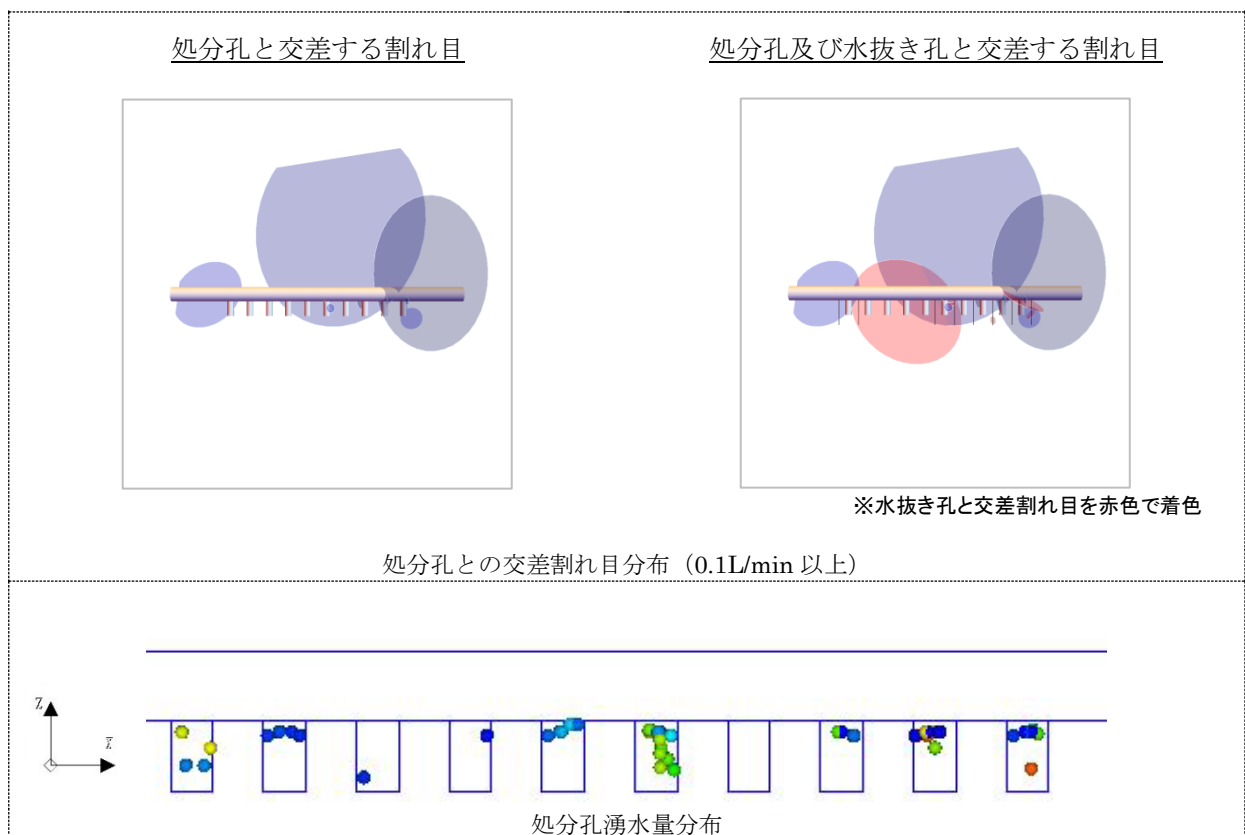 処分孔と交差する割れ目
処分孔及び水抜き孔と交差する割れ目
※水抜き孔と交差割れ目を赤色で着色
処分孔との交差割れ目分布（0.1L/min 以上）
Z
処分孔湧水量分布